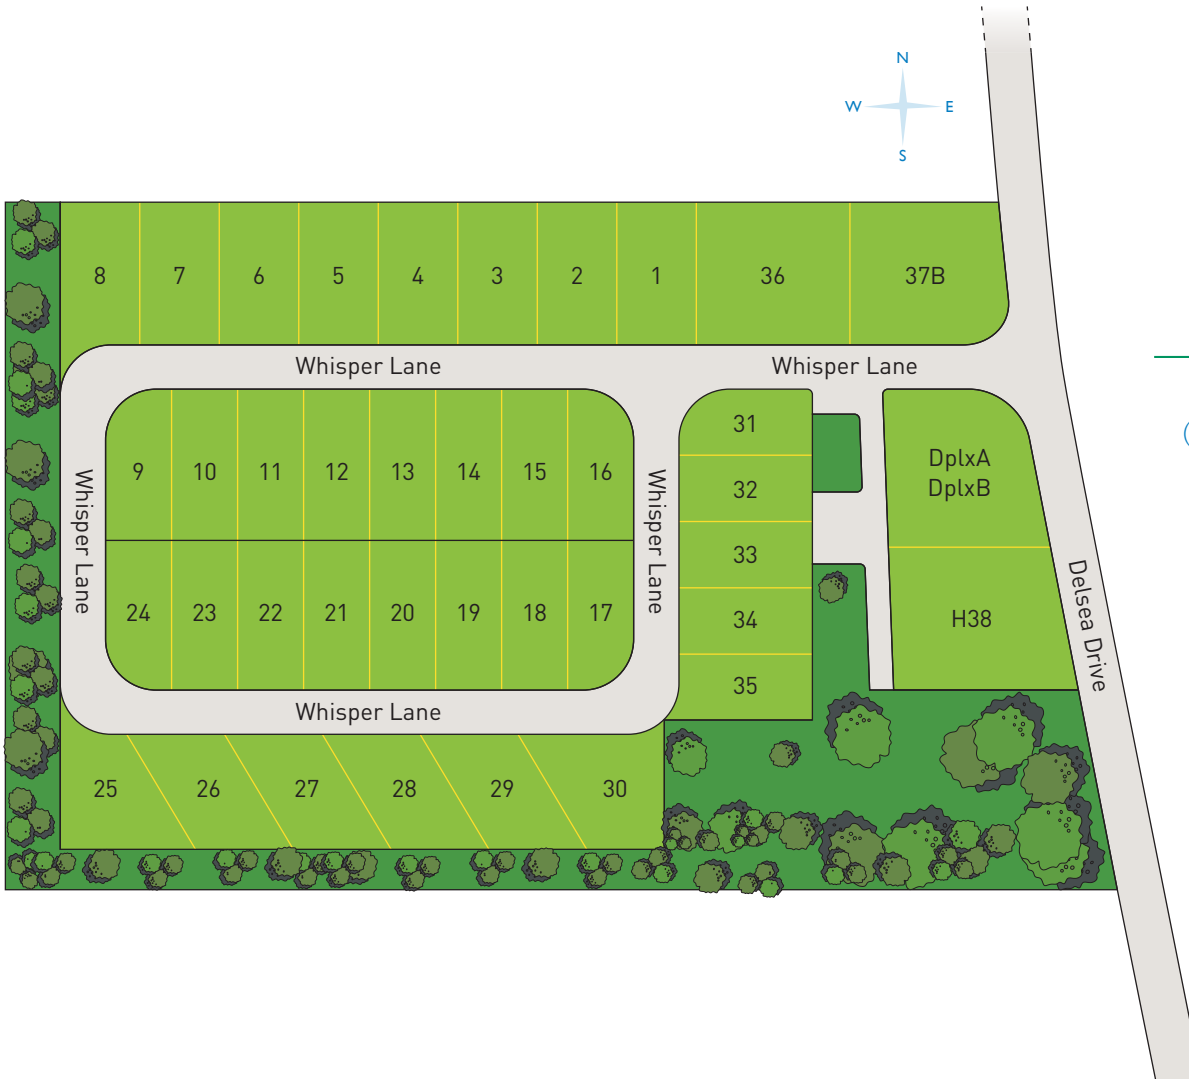 N
W E
S
8 7 6 5 4 3 2 1 36 37B
Whisper Lane
Whisper Lane
31
32
33
34
35
DplxA
DplxB
H38
9 10 11 12 13 14 15 16
24 23 22 21 20 19 18 17
Whisper Lane
Whisper Lane
Delsea Drive
Whisper Lane
25 26 27 28 29 30